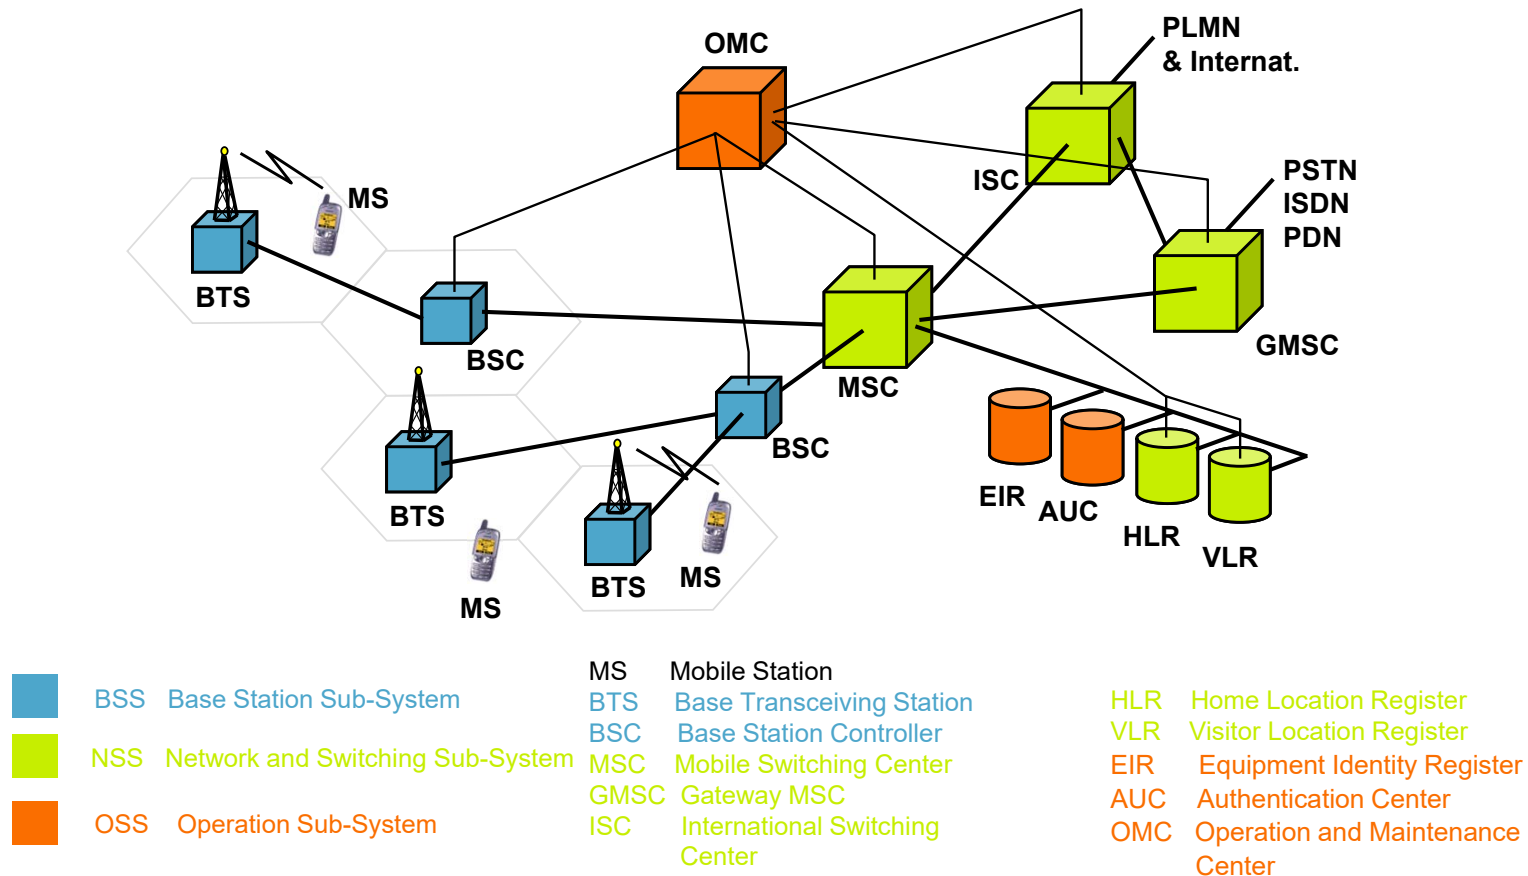 OMC
PLMN
& Internat.
ISC
PSTN
ISDN
PDN
MS
BTS
BSC
GMSC
MSC
BSC
BTS
EIR
AUC
HLR
VLR
MS
BTS
MS
BSS Base Station Sub-System
NSS Network and Switching Sub-System
OSS Operation Sub-System
MS Mobile Station
BTS Base Transceiving Station
BSC Base Station Controller
MSC Mobile Switching Center
GMSC Gateway MSC
ISC International Switching
Center
HLR Home Location Register
VLR Visitor Location Register
EIR Equipment Identity Register
AUC Authentication Center
OMC Operation and Maintenance
Center